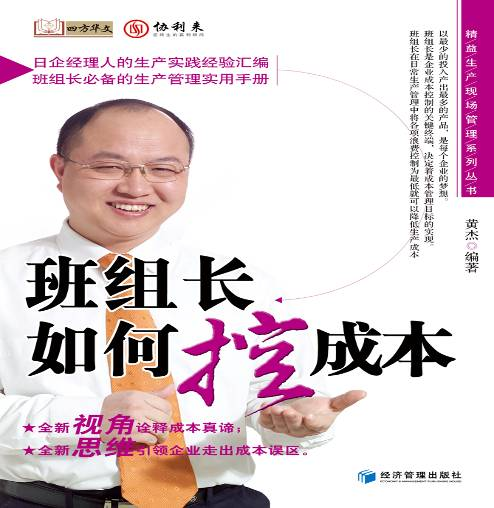 四方华文
协利来
日企经理人的生产实践经验汇编
班组长必备的生产管理实用手册
以最少的投入产出最多的产品，是每个企业的梦想。
班组长是企业成本控制的关键终端，决定着成本管理目标的实现。
班组长在日常生产管理中将各项浪费控制为最低就可以降低生产成本
精益生产现场管理系列丛书
黄杰◎编著
班组长
如何控成本
★全新视角诠释成本真谛；
★全新思维引领企业走出成本误区。
经济管理出版社
ECONOMY & MANAGEMENT PUBLISHING HOUSE